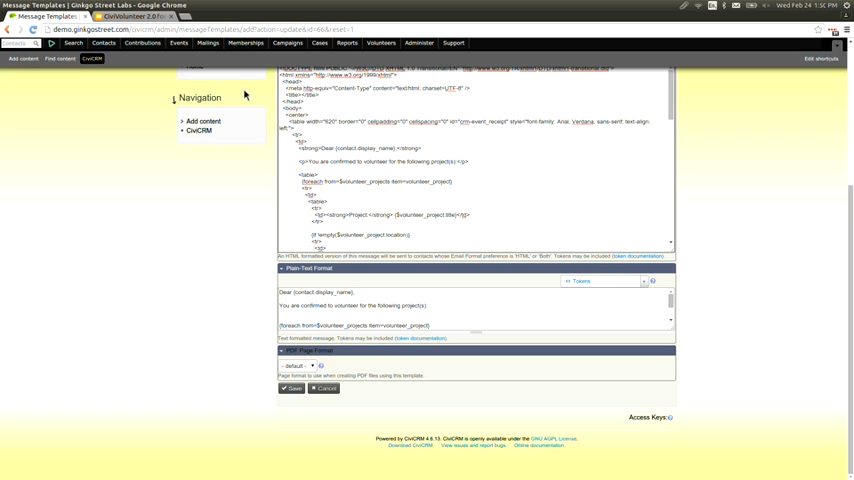 Message Templates | Ginkgo Street Labs - Google Chrome
En
Wed Feb 24 1:50 PM
Message Templates
CiviVolunteer 2.0 for
demo.ginkgostreet.com/civicrm/admin/messageTemplates/add?action=update&id=66&reset=1
Contacts
Search Contacts Contributions Events Mailings Memberships Campaigns Cases Reports Volunteers Administer Support
Add content Find content CiviCRM
Edit shortcuts
Navigation
Add content
CiviCRM
<html xmlns="http://www.w3.org/1999/xhtml">
<head>
<meta http-equiv="Content-Type" content="text/html; charset=UTF-8" />
<title></title>
</head>
<body>
<center>
<table width="620" border="0" cellpadding="0" cellspacing="0" id="crm-event_receipt" style="font-family: Arial, Verdana, sans-serif; text-align:
left;">
<tr>
<td>
<strong>Dear {contact.display_name},</strong>
<p>You are confirmed to volunteer for the following project(s):</p>
<table>
{foreach from=$volunteer_projects item=volunteer_project}
<tr>
<td>
<table>
<tr>
<td><strong>Project:</strong> {$volunteer_project.title}</td>
</tr>
{if !empty($volunteer_project.location)}
<tr>
<td>
An HTML formatted version of this message will be sent to contacts whose Email Format preference is 'HTML' or 'Both'. Tokens may be included (token documentation).
Plain-Text Format
Tokens
Dear {contact.display_name},
You are confirmed to volunteer for the following project(s):
{foreach from=$volunteer_projects item=volunteer_project}
Text formatted message. Tokens may be included (token documentation).
PDF Page Format
- default -
Page format to use when creating PDF files using this template.
Save Cancel
Access Keys:
Powered by CiviCRM 4.6.13. CiviCRM is openly available under the GNU AGPL License.
Download CiviCRM View issues and report bugs. Online documentation.